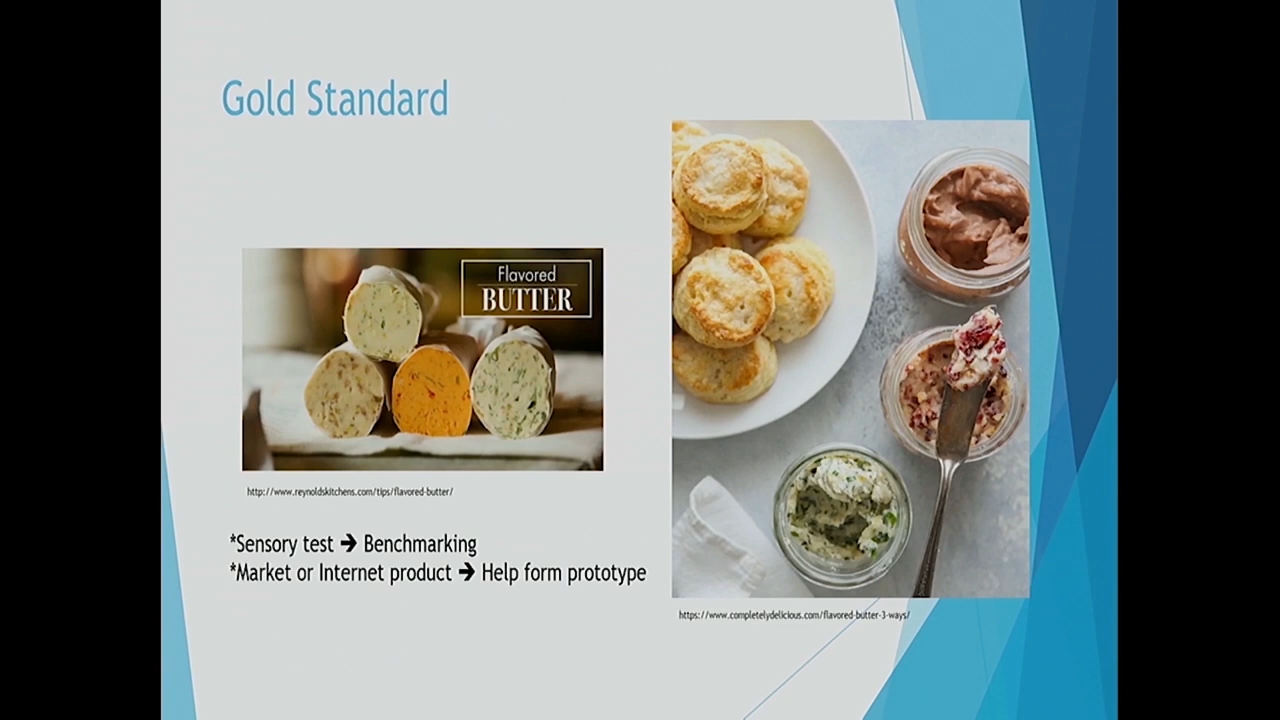 Gold Standard
Flavored
BUTTER
http://www.reynoldskitchens.com/tips/flavored-butter/
*Sensory test ➔ Benchmarking
*Market or Internet product ➔ Help form prototype
https://www.completelydelicious.com/flavored-butter-3-ways/